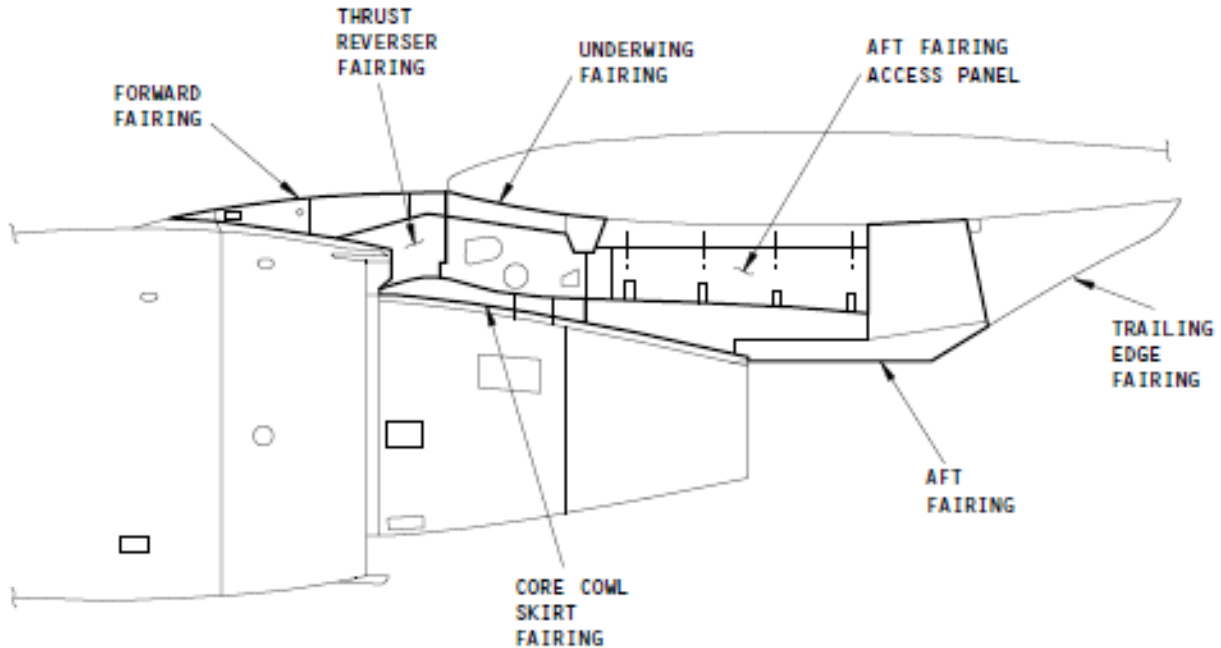 THRUST
REVERSER
FAIRING
UNDERWING
FAIRING
AFT FAIRING
ACCESS PANEL
FORWARD
FAIRING
TRAILING
EDGE
FAIRING
AFT
FAIRING
CORE COWL
SKIRT
FAIRING